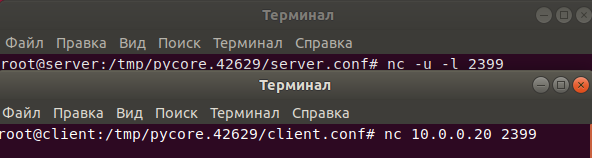 Терминал
Файл Правка Вид Поиск Терминал Справка
root@server:/tmp/pycore.42629/server.conf# nc -u -l 2399
Терминал
Файл Правка Вид Поиск Терминал Справка
root@client:/tmp/pycore.42629/client.conf# nc 10.0.0.20 2399